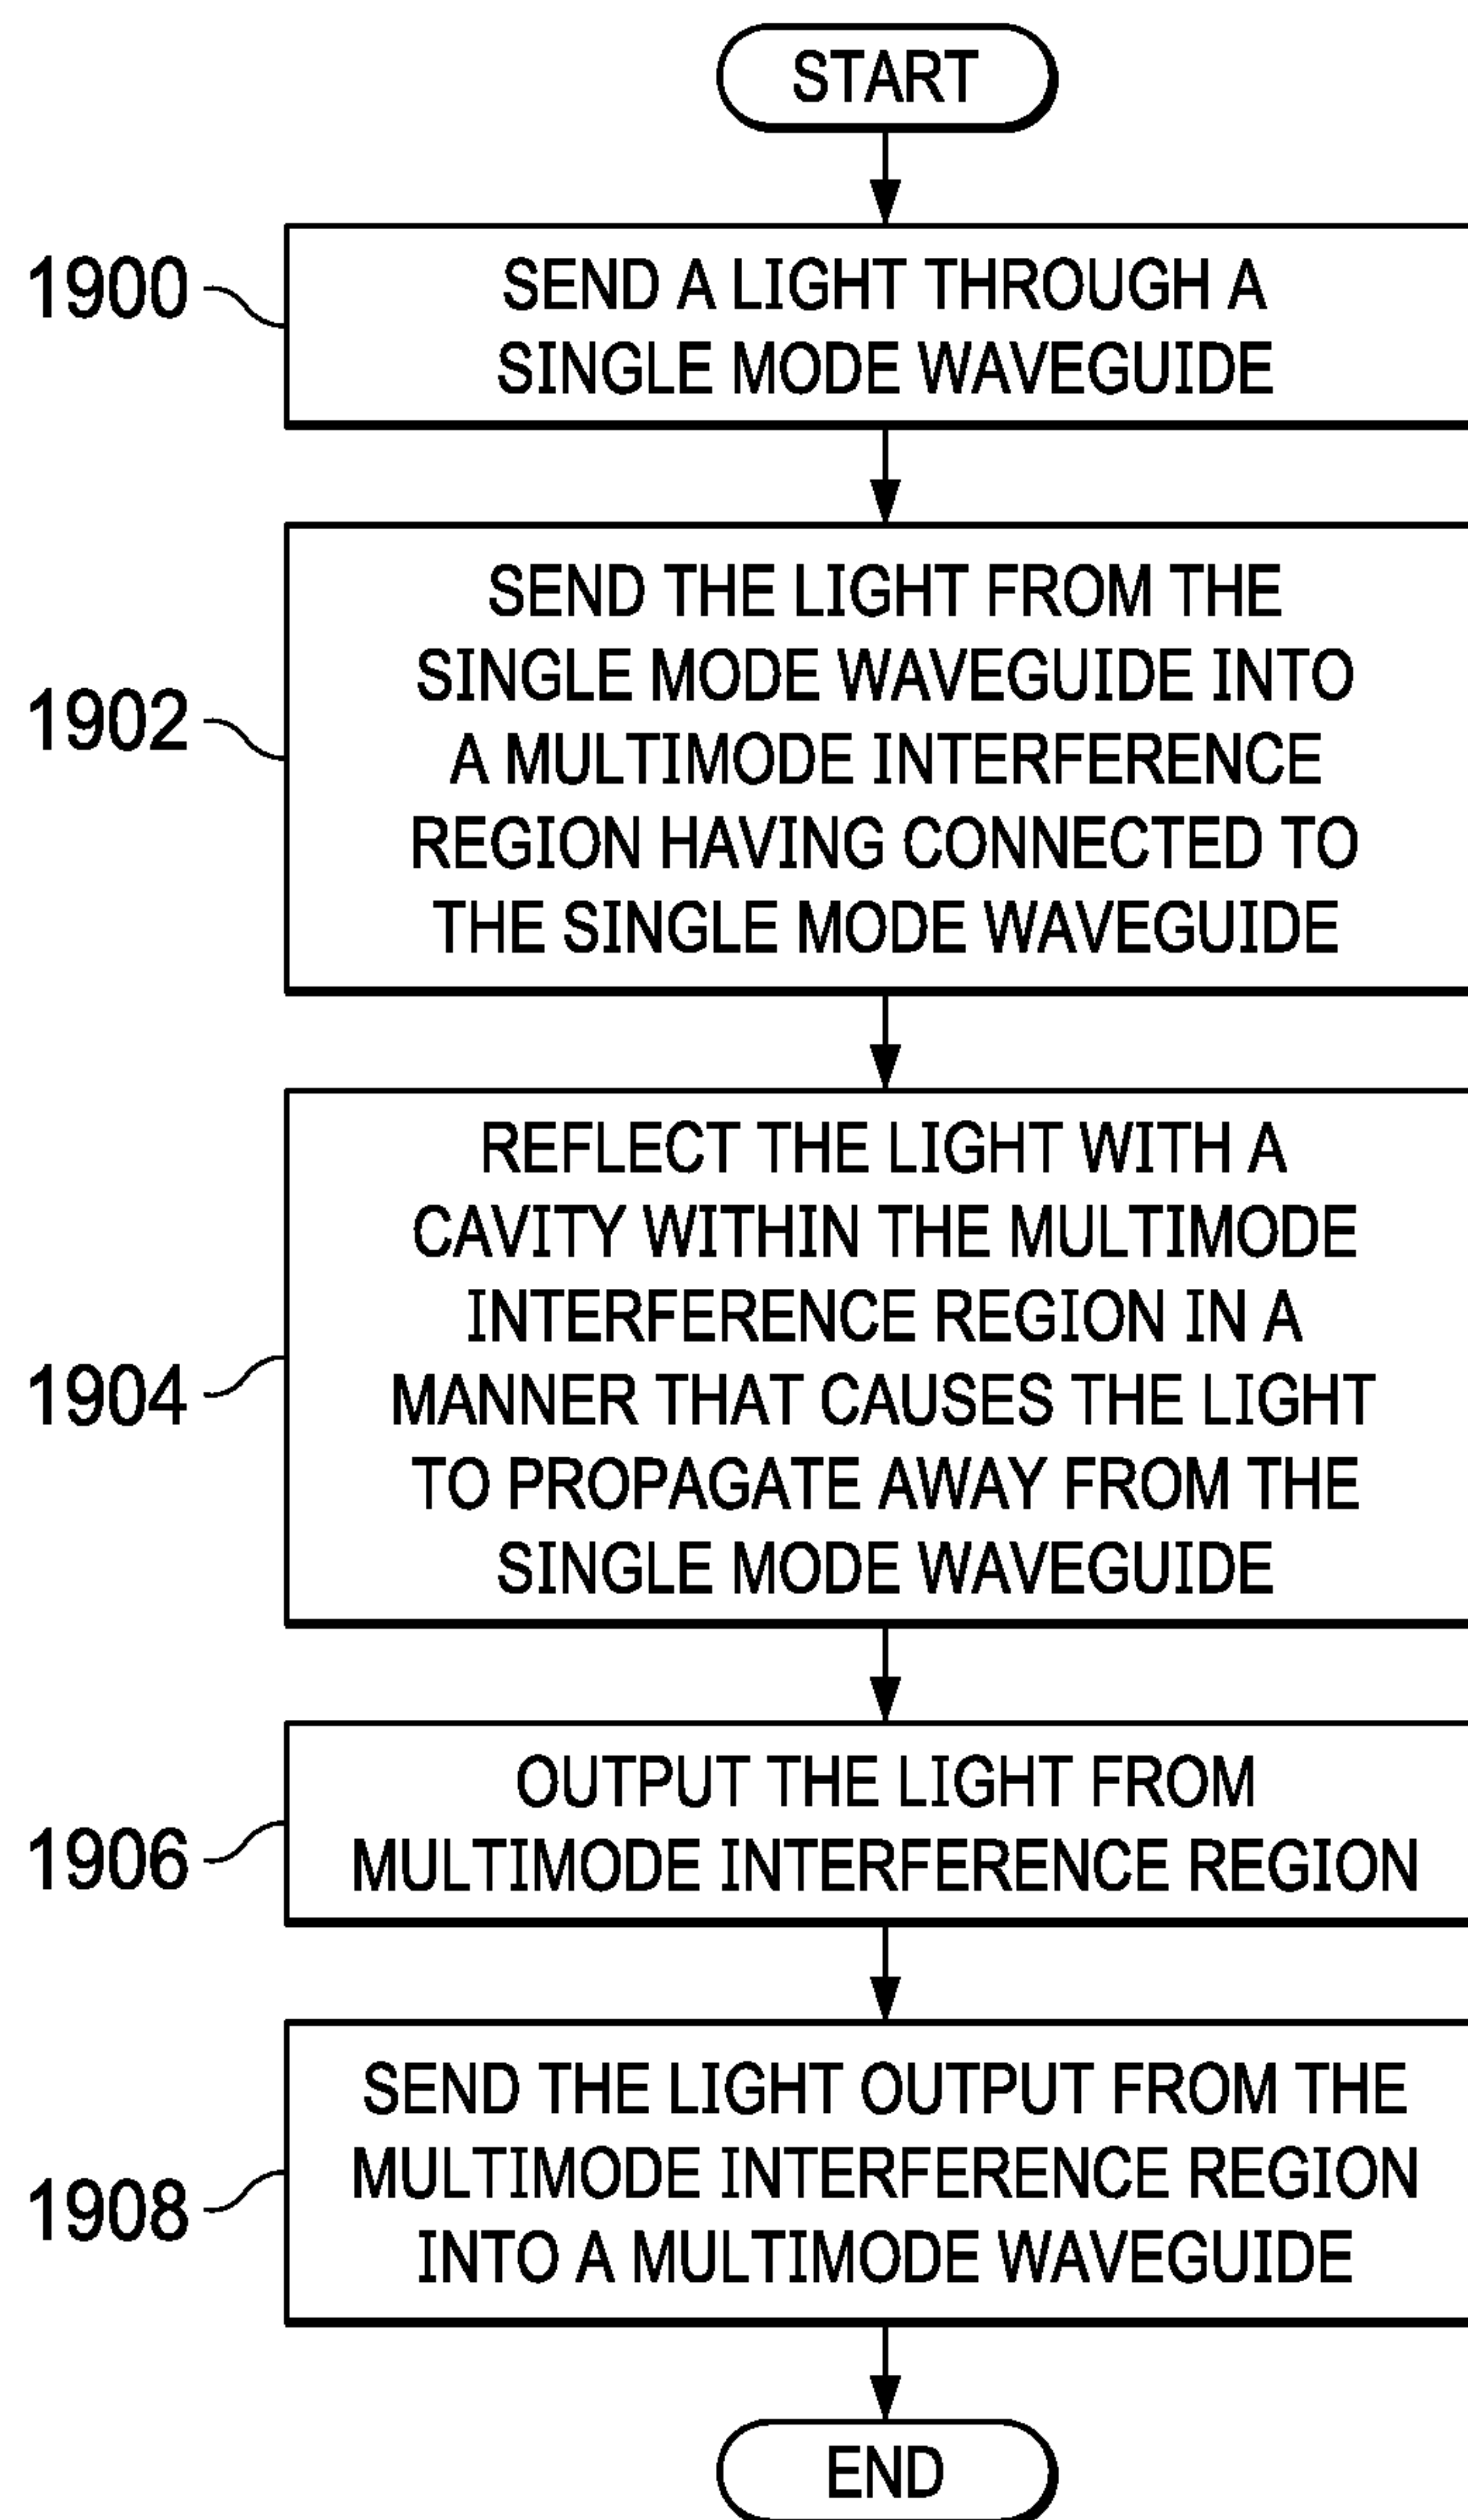 START
1900
SEND A LIGHT THROUGH A
SINGLE MODE WAVEGUIDE
1902
SEND THE LIGHT FROM THE
SINGLE MODE WAVEGUIDE INTO
A MULTIMODE INTERFERENCE
REGION HAVING CONNECTED TO
THE SINGLE MODE WAVEGUIDE
1904
REFLECT THE LIGHT WITH A
CAVITY WITHIN THE MULTIMODE
INTERFERENCE REGION IN A
MANNER THAT CAUSES THE LIGHT
TO PROPAGATE AWAY FROM THE
SINGLE MODE WAVEGUIDE
1906
OUTPUT THE LIGHT FROM
MULTIMODE INTERFERENCE REGION
1908
SEND THE LIGHT OUTPUT FROM THE
MULTIMODE INTERFERENCE REGION
INTO A MULTIMODE WAVEGUIDE
END